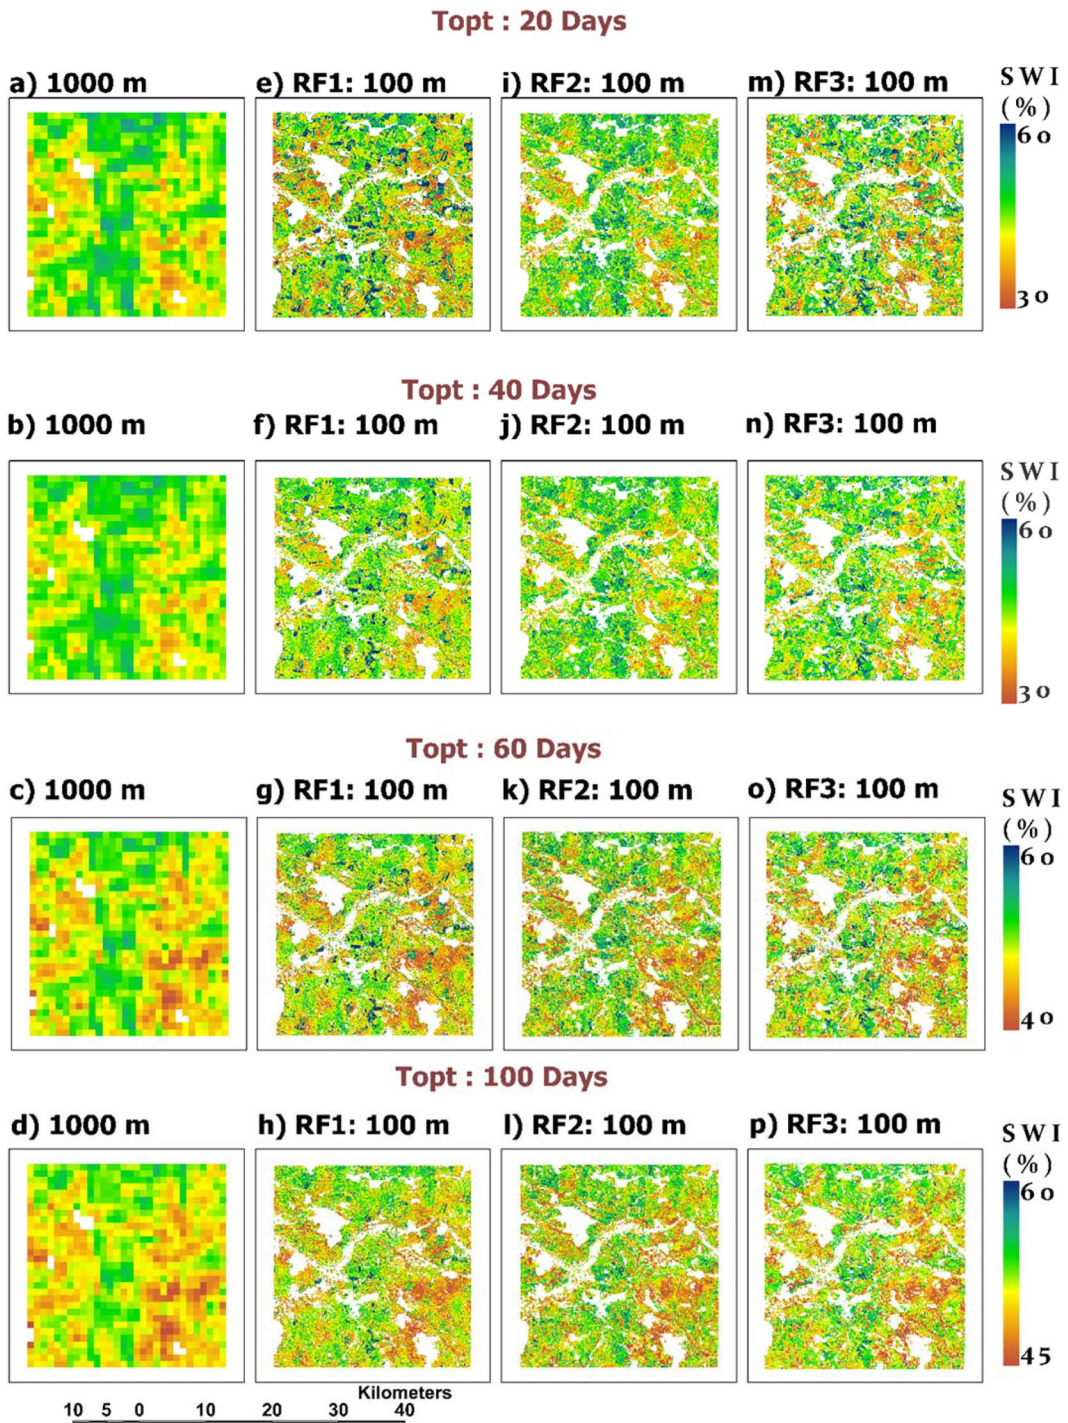 Topt : 20 Days
a) 1000 m e) RF1: 100 m i) RF2: 100 m m) RF3: 100 m
SWI
(%)
60
30
Topt : 40 Days
b) 1000 m f) RF1: 100 m j) RF2: 100 m n) RF3: 100 m
SWI
(%)
60
30
Topt : 60 Days
c) 1000 m g) RF1: 100 m k) RF2: 100 m o) RF3: 100 m
SWI
(%)
60
40
Topt : 100 Days
d) 1000 m h) RF1: 100 m l) RF2: 100 m p) RF3: 100 m
SWI
(%)
60
45
Kilometers
10 5 0 10 20 30 40